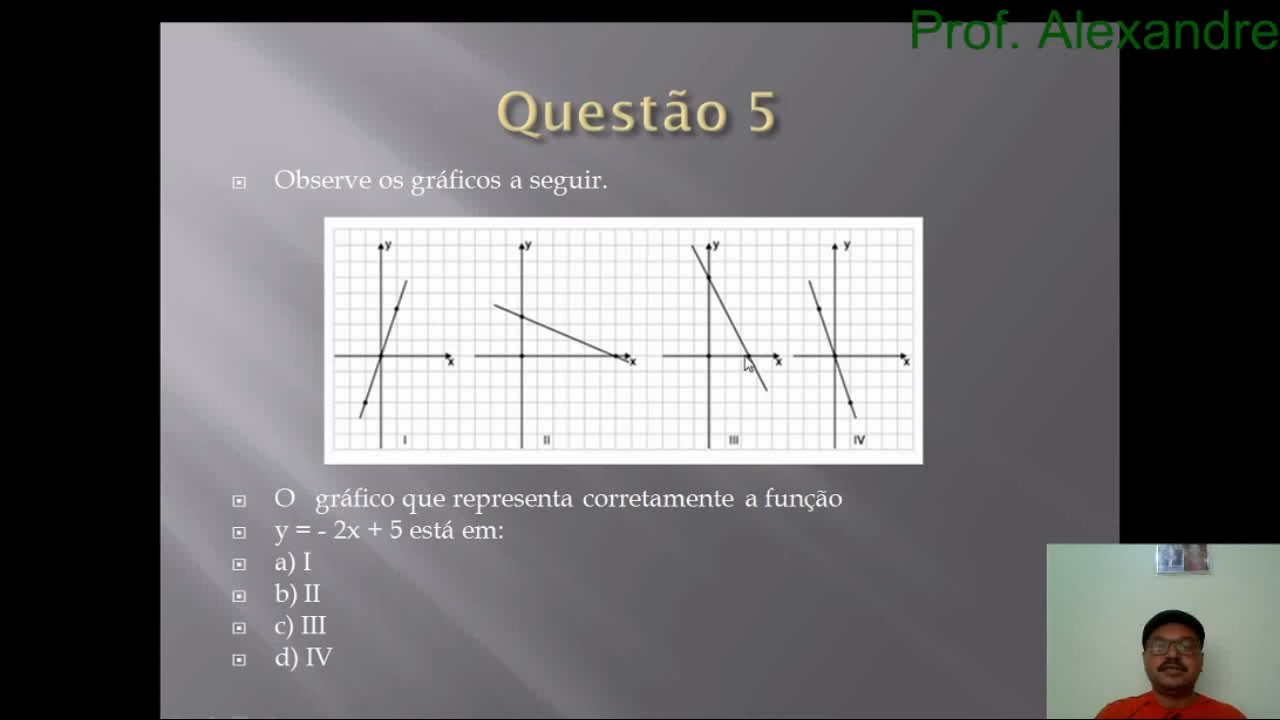 Prof. Alexandre
Questão 5
Observe os gráficos a seguir.
y y y y
x x x x
I II III IV
O gráfico que representa corretamente a função
y = - 2x + 5 está em:
a) I
b) II
c) III
d) IV